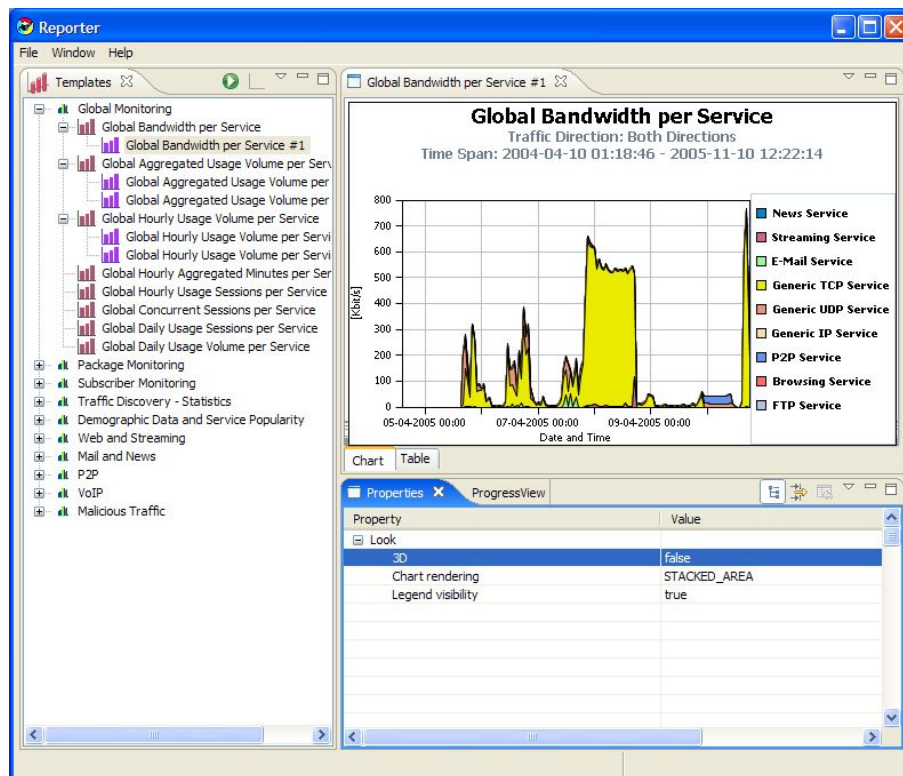 Reporter
File Window Help
Templates
Global Monitoring
Global Bandwidth per Service
Global Bandwidth per Service #1
Global Aggregated Usage Volume per Serv
Global Aggregated Usage Volume per
Global Aggregated Usage Volume per
Global Hourly Usage Volume per Service
Global Hourly Usage Volume per Servi
Global Hourly Usage Volume per Servi
Global Hourly Aggregated Minutes per Ser
Global Hourly Usage Sessions per Service
Global Concurrent Sessions per Service
Global Daily Usage Sessions per Service
Global Daily Usage Volume per Service
Package Monitoring
Subscriber Monitoring
Traffic Discovery - Statistics
Demographic Data and Service Popularity
Web and Streaming
Mail and News
P2P
VoIP
Malicious Traffic
Global Bandwidth per Service #1
Global Bandwidth per Service
Traffic Direction: Both Directions
Time Span: 2004-04-10 01:18:46 - 2005-11-10 12:22:14
[Kbit/s]
800
700
600
500
400
300
200
100
0
05-04-2005 00:00 07-04-2005 00:00 09-04-2005 00:00
Date and Time
News Service
Streaming Service
E-Mail Service
Generic TCP Service
Generic UDP Service
Generic IP Service
P2P Service
Browsing Service
FTP Service
Chart Table
Properties ProgressView
Property Value
Look
3D false
Chart rendering STACKED_AREA
Legend visibility true